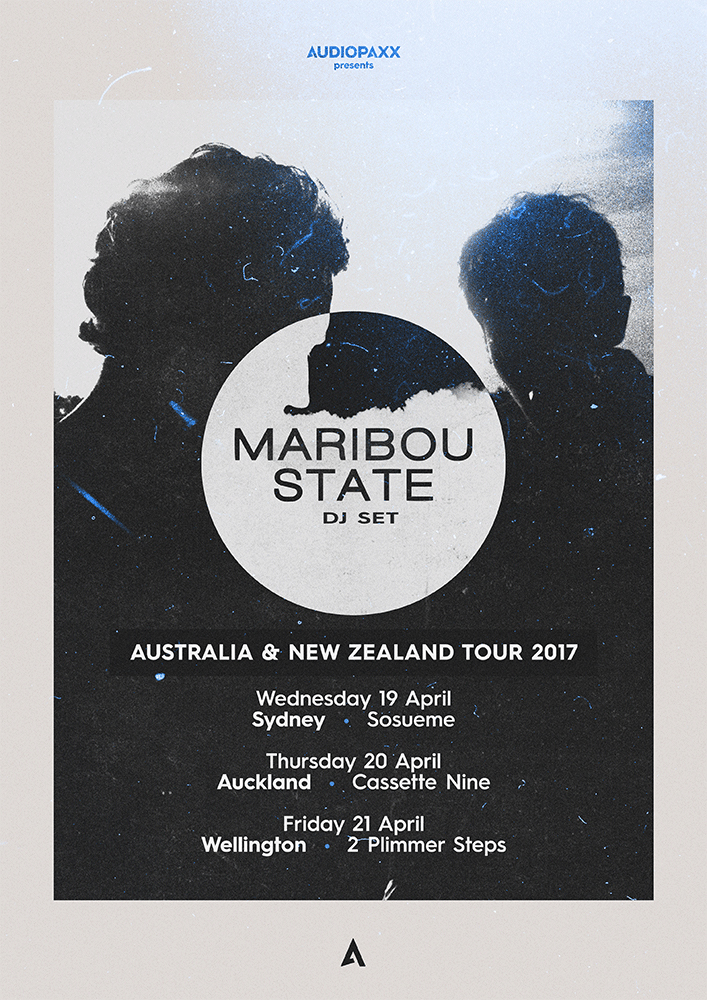 AUDIOPAXX
presents
MARIBOU
STATE
DJ SET
AUSTRALIA & NEW ZEALAND TOUR 2017
Wednesday 19 April
Sydney • Sosueme
Thursday 20 April
Auckland • Cassette Nine
Friday 21 April
Wellington • 2 Plimmer Steps